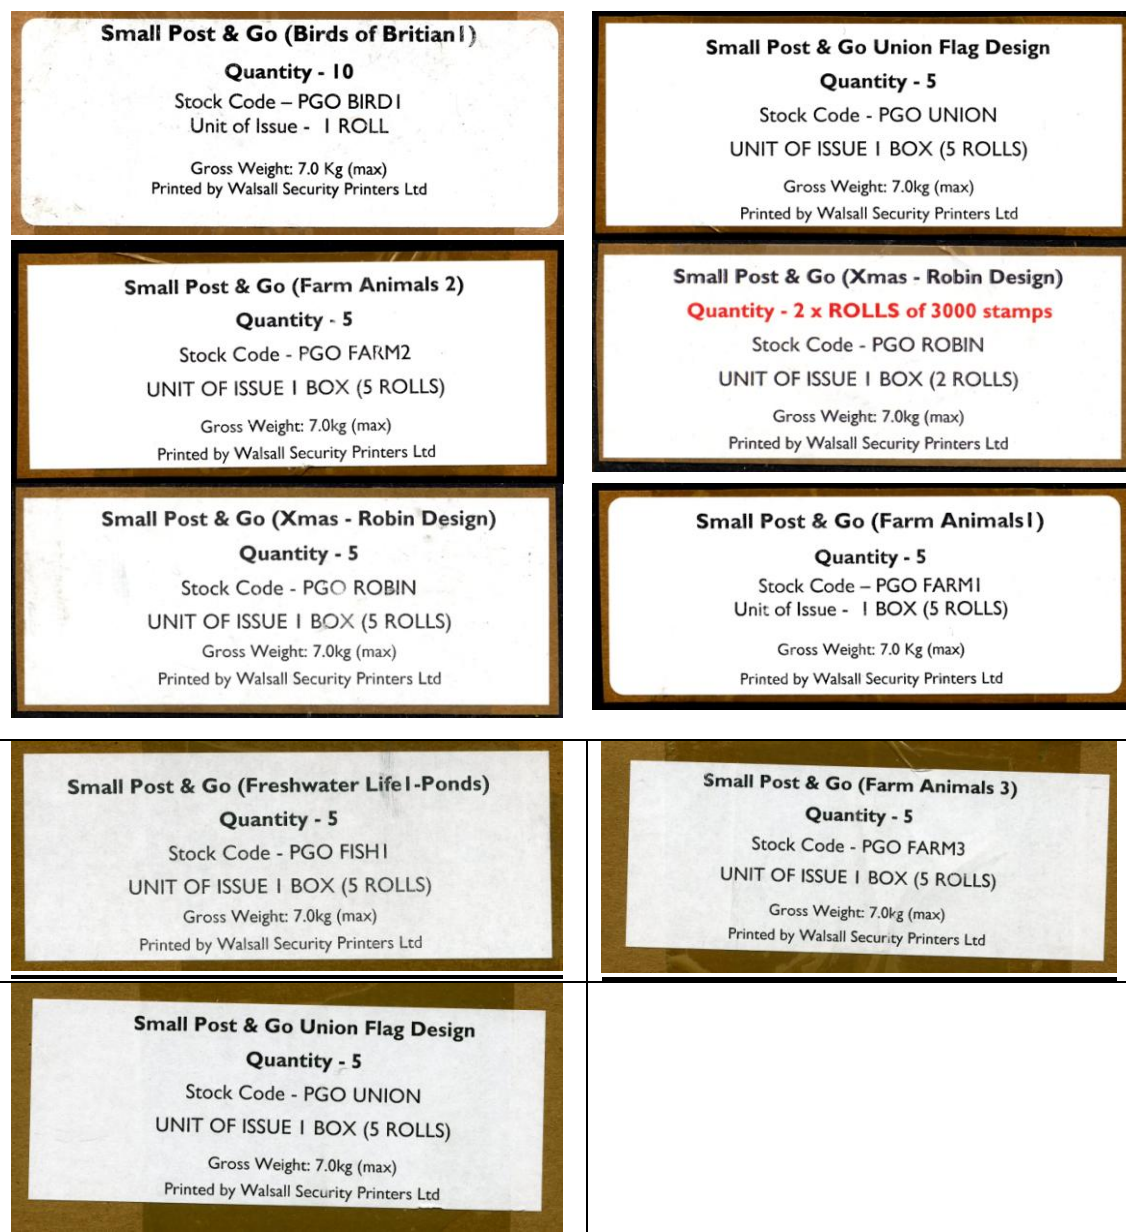 Small Post & Go (Birds of Britian1)
Quantity - 10
Stock Code – PGO BIRD1
Unit of Issue - 1 ROLL
Gross Weight: 7.0 Kg (max)
Printed by Walsall Security Printers Ltd
Small Post & Go Union Flag Design
Quantity - 5
Stock Code - PGO UNION
UNIT OF ISSUE 1 BOX (5 ROLLS)
Gross Weight: 7.0kg (max)
Printed by Walsall Security Printers Ltd
Small Post & Go (Farm Animals 2)
Quantity - 5
Stock Code - PGO FARM2
UNIT OF ISSUE 1 BOX (5 ROLLS)
Gross Weight: 7.0kg (max)
Printed by Walsall Security Printers Ltd
Small Post & Go (Xmas - Robin Design)
Quantity - 2 x ROLLS of 3000 stamps
Stock Code - PGO ROBIN
UNIT OF ISSUE 1 BOX (2 ROLLS)
Gross Weight: 7.0kg (max)
Printed by Walsall Security Printers Ltd
Small Post & Go (Xmas - Robin Design)
Quantity - 5
Stock Code - PGO ROBIN
UNIT OF ISSUE 1 BOX (5 ROLLS)
Gross Weight: 7.0kg (max)
Printed by Walsall Security Printers Ltd
Small Post & Go (Farm Animals1)
Quantity - 5
Stock Code – PGO FARM1
Unit of Issue - 1 BOX (5 ROLLS)
Gross Weight: 7.0 Kg (max)
Printed by Walsall Security Printers Ltd
Small Post & Go (Freshwater Life1-Ponds)
Quantity - 5
Stock Code - PGO FISH1
UNIT OF ISSUE 1 BOX (5 ROLLS)
Gross Weight: 7.0kg (max)
Printed by Walsall Security Printers Ltd
Small Post & Go (Farm Animals 3)
Quantity - 5
Stock Code - PGO FARM3
UNIT OF ISSUE 1 BOX (5 ROLLS)
Gross Weight: 7.0kg (max)
Printed by Walsall Security Printers Ltd
Small Post & Go Union Flag Design
Quantity - 5
Stock Code - PGO UNION
UNIT OF ISSUE 1 BOX (5 ROLLS)
Gross Weight: 7.0kg (max)
Printed by Walsall Security Printers Ltd